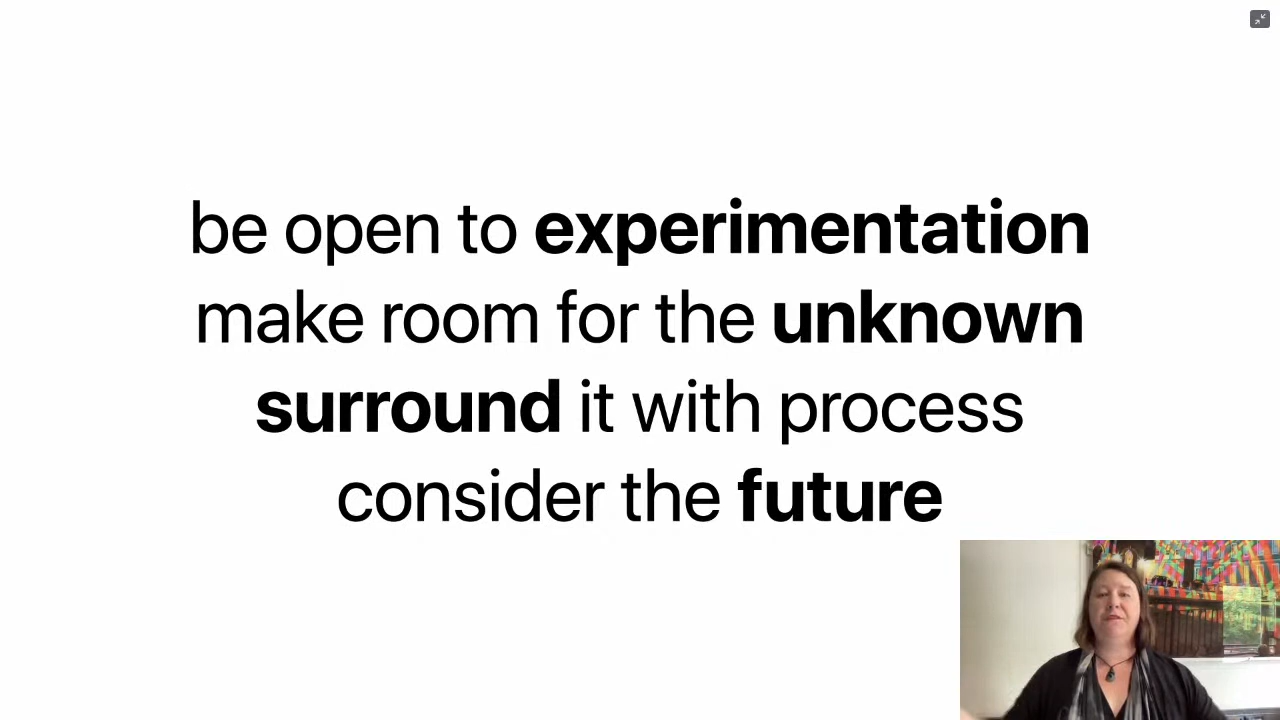 be open to experimentation
make room for the unknown
surround it with process
consider the future